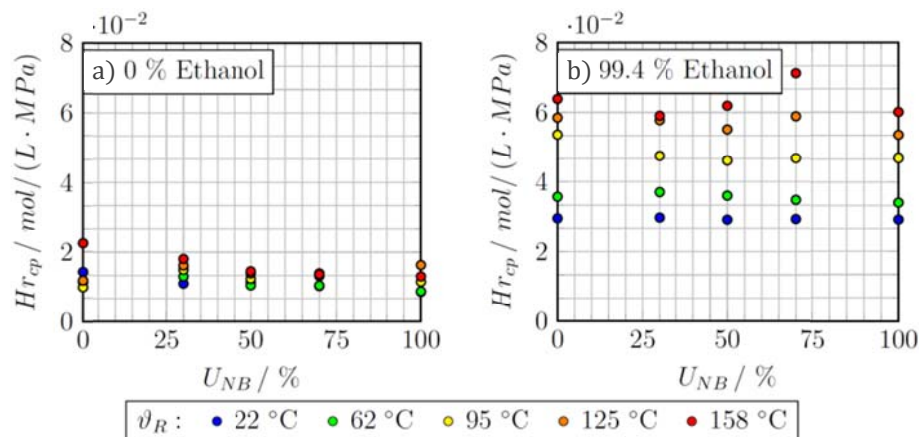 ·10⁻²
8
a) 0 % Ethanol
6
4
2
0
0 25 50 75 100
Hr_cp / mol/(L · MPa)
U_NB / %
·10⁻²
8
b) 99.4 % Ethanol
6
4
2
0
0 25 50 75 100
Hr_cp / mol/(L · MPa)
U_NB / %
ϑ_R : 22 °C 62 °C 95 °C 125 °C 158 °C